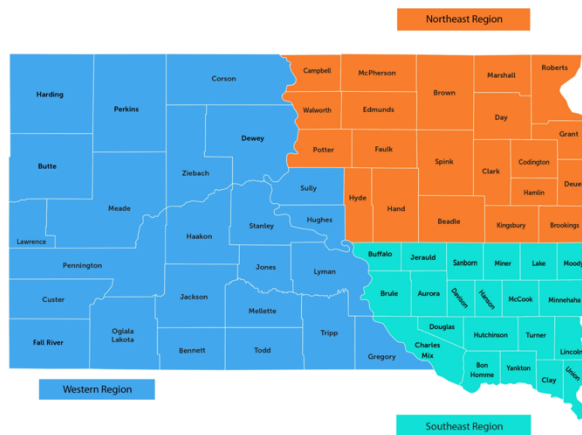 Northeast Region
Harding
Perkins
Corson
Campbell
McPherson
Brown
Marshall
Roberts
Walworth
Edmunds
Day
Dewey
Butte
Ziebach
Potter
Faulk
Spink
Clark
Codington
Grant
Hamlin
Deuel
Meade
Sully
Hyde
Hand
Beadle
Kingsbury
Brookings
Lawrence
Haakon
Stanley
Hughes
Pennington
Jones
Lyman
Buffalo
Jerauld
Sanborn
Miner
Lake
Moody
Custer
Jackson
Mellette
Brule
Aurora
Davison
Hanson
McCook
Minnehaha
Fall River
Oglala
Lakota
Bennett
Todd
Tripp
Gregory
Charles
Mix
Douglas
Hutchinson
Turner
Lincoln
Bon
Homme
Yankton
Clay
Union
Western Region
Southeast Region